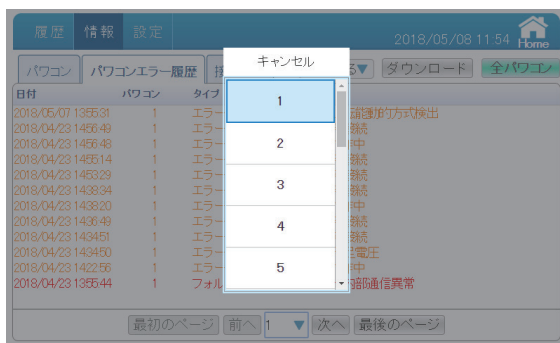 履歴 情報 設定 2018/05/08 11:54 Home
キャンセル
パワコン パワコンエラー履歴 ▼ ダウンロード 全パワコン
日付 パワコン タイプ
1
2
3
4
5
2018/05/07 13:55:31 1 エラー 方式検出
2018/04/23 14:56:49 1 エラー
2018/04/23 14:56:48 1 エラー 中
2018/04/23 14:55:14 1 エラー
2018/04/23 14:53:29 1 エラー
2018/04/23 14:38:34 1 エラー
2018/04/23 14:38:20 1 エラー 中
2018/04/23 14:36:49 1 エラー
2018/04/23 14:34:51 1 エラー
2018/04/23 14:34:50 1 エラー 電圧
2018/04/23 14:22:56 1 エラー 中
2018/04/23 13:55:44 1 フォル 内部通信異常
最初のページ 前へ 1 ▼ 次へ 最後のページ